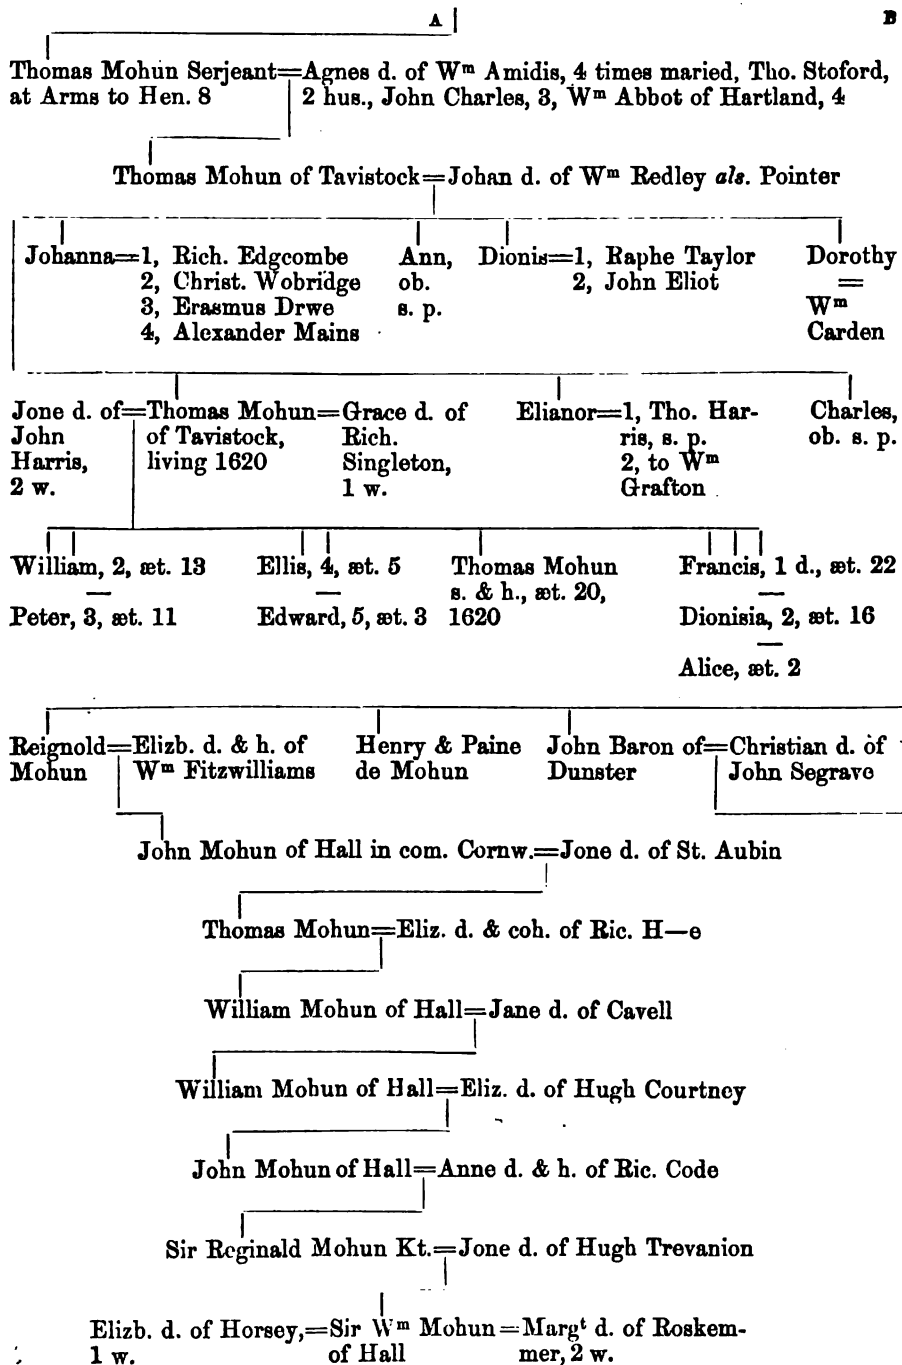 A B
Thomas Mohun Serjeant=Agnes d. of Wᵐ Amidis, 4 times maried, Tho. Stoford,
at Arms to Hen. 8 2 hus., John Charles, 3, Wᵐ Abbot of Hartland, 4
Thomas Mohun of Tavistock=Johan d. of Wᵐ Redley als. Pointer
Johanna=1, Rich. Edgcombe Ann, Dionis=1, Raphe Taylor Dorothy
2, Christ. Wobridge ob. 2, John Eliot =
3, Erasmus Drwe s. p. Wᵐ
4, Alexander Mains Carden
Jone d. of=Thomas Mohun=Grace d. of Elianor=1, Tho. Har- Charles,
John of Tavistock, Rich. ris, s. p. ob. s. p.
Harris, living 1620 Singleton, 2, to Wᵐ
2 w. 1 w. Grafton
William, 2, æt. 13 Ellis, 4, æt. 5 Thomas Mohun Francis, 1 d., æt. 22
s. & h., æt. 20,
Peter, 3, æt. 11 Edward, 5, æt. 3 1620 Dionisia, 2, æt. 16
Alice, æt. 2
Reignold=Elizb. d. & h. of Henry & Paine John Baron of=Christian d. of
Mohun Wᵐ Fitzwilliams de Mohun Dunster John Segrave
John Mohun of Hall in com. Cornw.=Jone d. of St. Aubin
Thomas Mohun=Eliz. d. & coh. of Ric. H—e
William Mohun of Hall=Jane d. of Cavell
William Mohun of Hall=Eliz. d. of Hugh Courtney
John Mohun of Hall=Anne d. & h. of Ric. Code
Sir Reginald Mohun Kt.=Jone d. of Hugh Trevanion
Elizb. d. of Horsey,=Sir Wᵐ Mohun=Margᵗ d. of Roskem-
1 w. of Hall mer, 2 w.